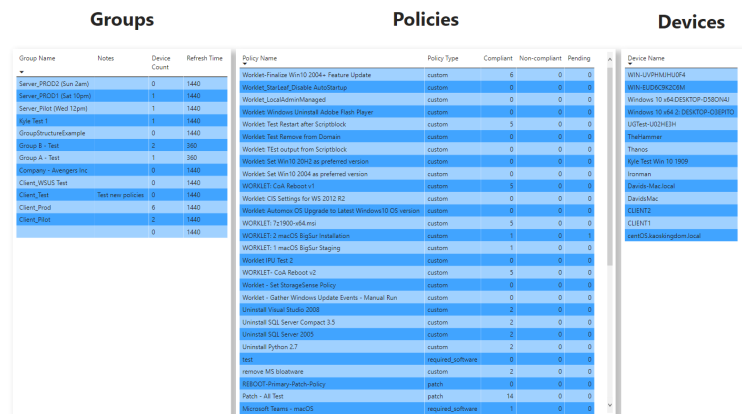 Groups
Policies
Devices
Group Name Notes Device Count Refresh Time
Server_PROD2 (Sun 2am) 0 1440
Server_PROD1 (Sat 10pm) 1 1440
Server_Pilot (Wed 12pm) 1 1440
Kyle Test 1 1 1440
GroupStructureExample 0 1440
Group B - Test 2 360
Group A - Test 1 360
Company - Avengers Inc 0 1440
Client_WSUS Test 0 1440
Client_Test Test new policies 0 1440
Client_Prod 6 1440
Client_Pilot 2 1440
0 1440
Policy Name Policy Type Compliant Non-compliant Pending
Worklet-Finalize Win10 2004+ Feature Update custom 6 0 0
Worklet_StarLeaf_Disable AutoStartup custom 0 0 0
Worklet_LocalAdminManaged custom 0 0 0
Worklet: Windows Uninstall Adobe Flash Player custom 0 0 0
Worklet: Test Restart after Scriptblock custom 5 0 0
Worklet: Test Remove from Domain custom 0 0 0
Worklet: TEst output from Scriptblock custom 0 0 0
Worklet: Set Win10 20H2 as preferred version custom 0 0 0
Worklet: Set Win10 2004 as preferred version custom 0 0 0
WORKLET: CoA Reboot v1 custom 5 0 0
Worklet: CIS Settings for WS 2012 R2 custom 0 0 0
Worklet: Automox OS Upgrade to Latest Windows10 OS version custom 0 0 0
WORKLET: 7z1900-x64.msi custom 5 0 0
WORKLET: 2 macOS BigSur Installation custom 1 0 1
WORKLET: 1 macOS BigSur Staging custom 1 0 0
Worklet IPU Test 2 custom 0 0 0
WORKLET- CoA Reboot v2 custom 5 0 0
Worklet - Set StorageSense Policy custom 0 0 0
Worklet - Gather Windows Update Events - Manual Run custom 0 0 0
Uninstall Visual Studio 2008 custom 2 0 0
Uninstall SQL Server Compact 3.5 custom 2 0 0
Uninstall SQL Server 2005 custom 2 0 0
Uninstall Python 2.7 custom 2 0 0
test required_software 0 0 0
remove MS bloatware custom 2 0 0
REBOOT-Primary-Patch-Policy patch 0 0 0
Patch - All Test patch 14 0 0
Microsoft Teams - macOS required_software 1 0 0
Device Name
WIN-UVPHMJHU0F4
WIN-EUD6C9K2C6M
Windows 10 x64:DESKTOP-D58ON4J
Windows 10 x64 2: DESKTOP-O3EPITO
UGTest-U02HE3H
TheHammer
Thanos
Kyle Test Win 10 1909
Ironman
Davids-Mac.local
DavidsMac
CLIENT2
CLIENT1
centOS.kaoskingdom.local